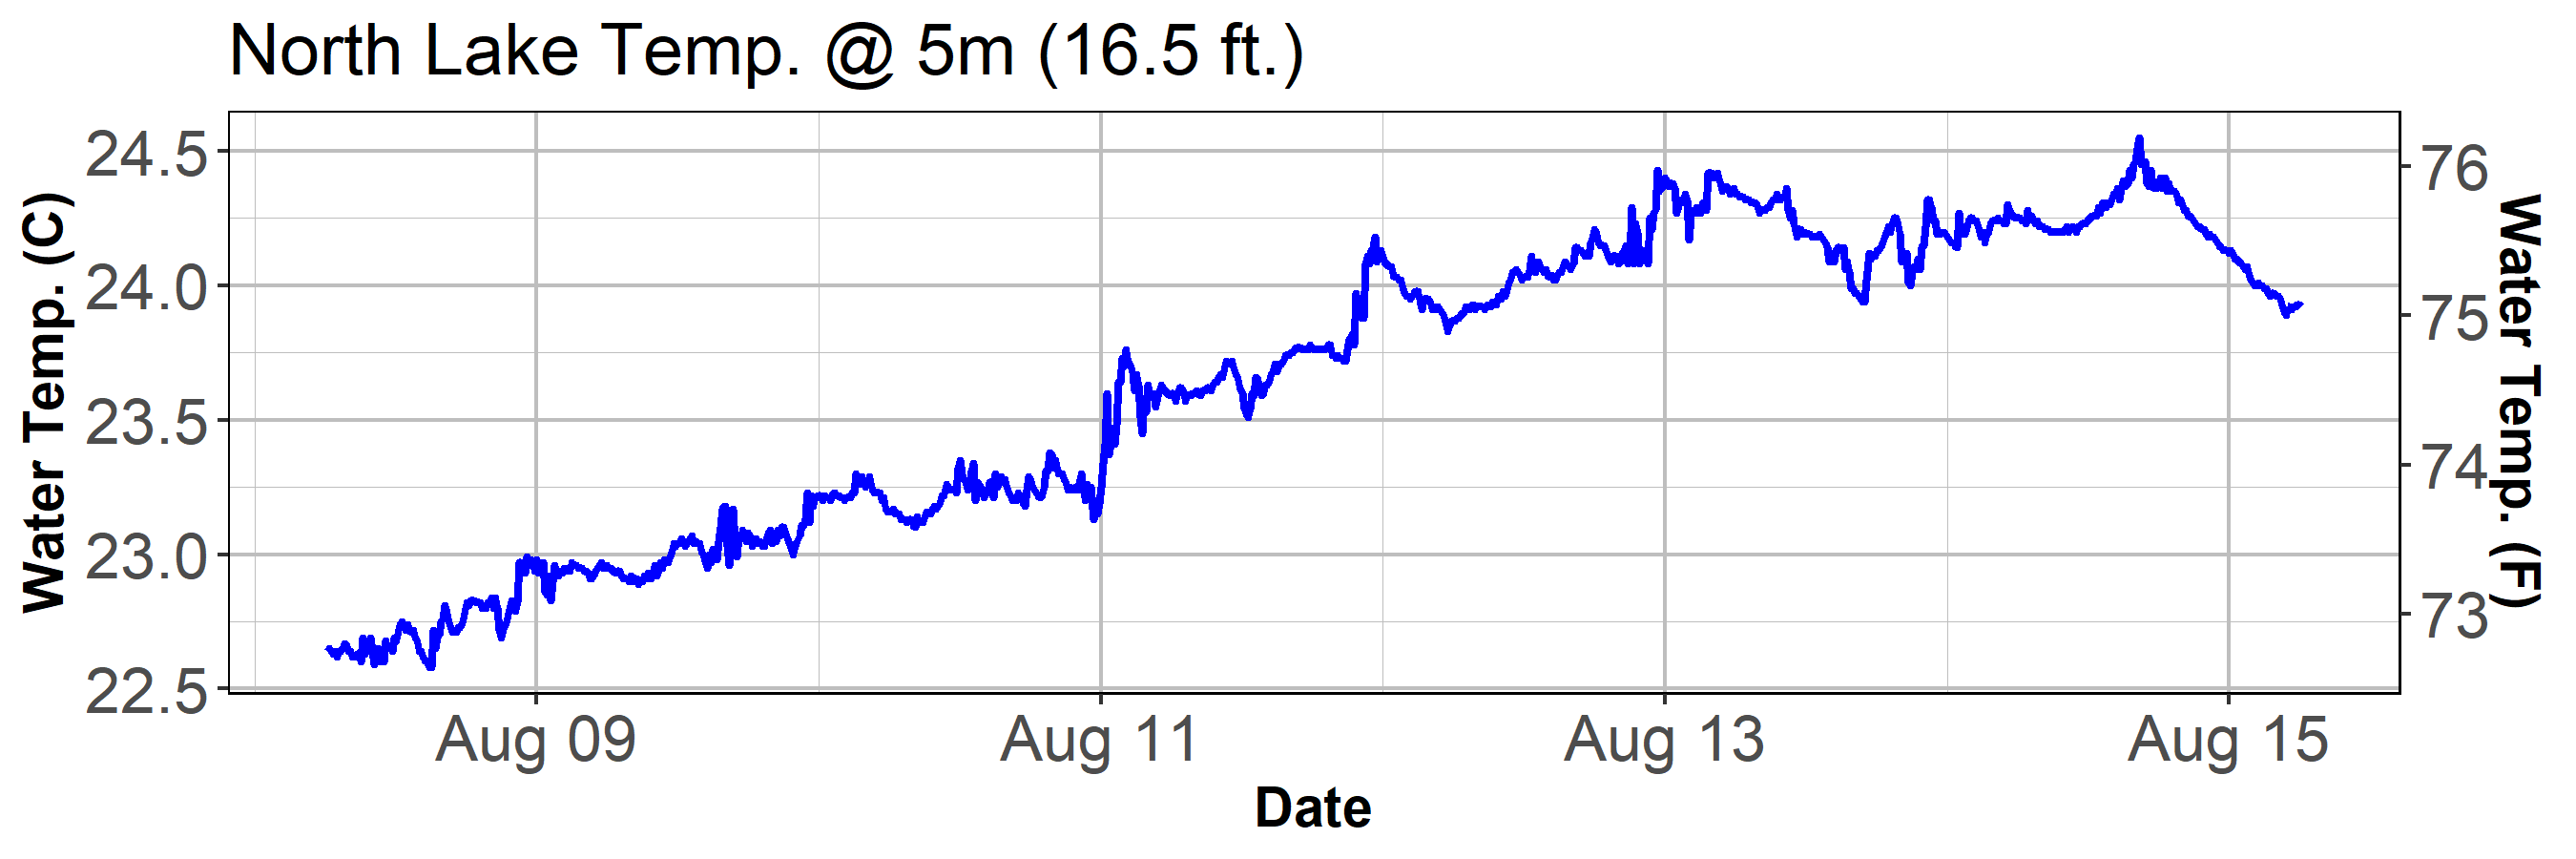 North Lake Temp. @ 5m (16.5 ft.)
Water Temp. (C)
24.5
24.0
23.5
23.0
22.5
76
75
74
73
Water Temp. (F)
Aug 09
Aug 11
Aug 13
Aug 15
Date